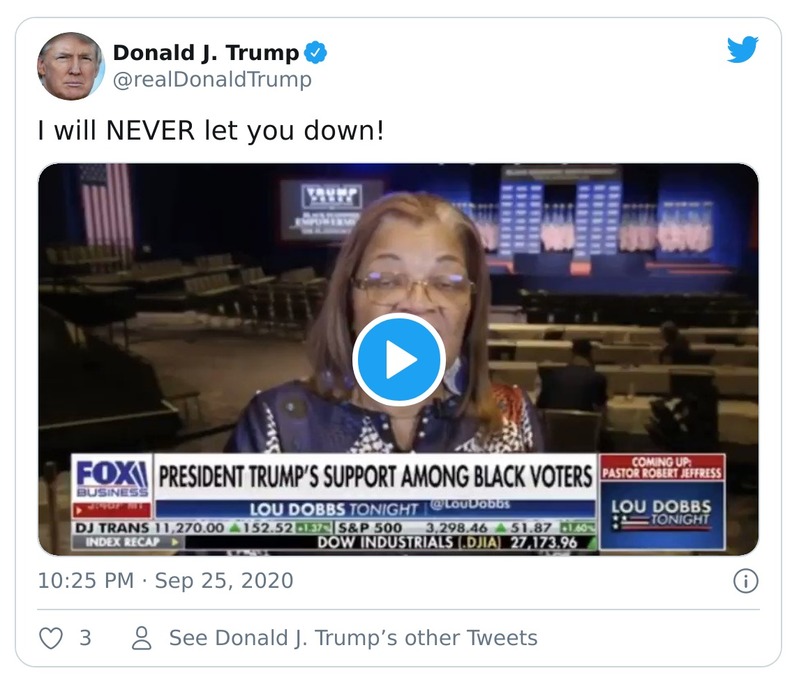 Donald J. Trump
@realDonaldTrump
I will NEVER let you down!
TRUMP
FOX
BUSINESS
PRESIDENT TRUMP'S SUPPORT AMONG BLACK VOTERS
LOU DOBBS TONIGHT | @LouDobbs
DJ TRANS 11,270.00 ▲ 152.52 +1.37% S&P 500 3,298.46 ▲ 51.87 +1.60%
INDEX RECAP DOW INDUSTRIALS (.DJIA) 27,173.96
COMING UP:
PASTOR ROBERT JEFFRESS
LOU DOBBS
TONIGHT
10:25 PM · Sep 25, 2020
3 See Donald J. Trump’s other Tweets